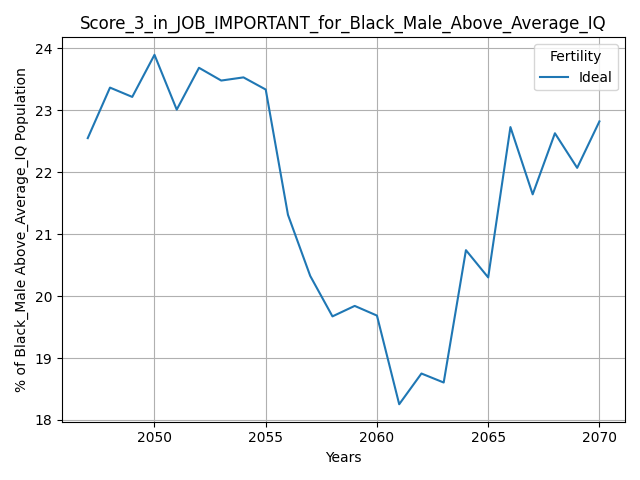 Score_3_in_JOB_IMPORTANT_for_Black_Male_Above_Average_IQ
% of Black_Male Above_Average_IQ Population
24
23
22
21
20
19
18
Fertility
Ideal
2050 2055 2060 2065 2070
Years